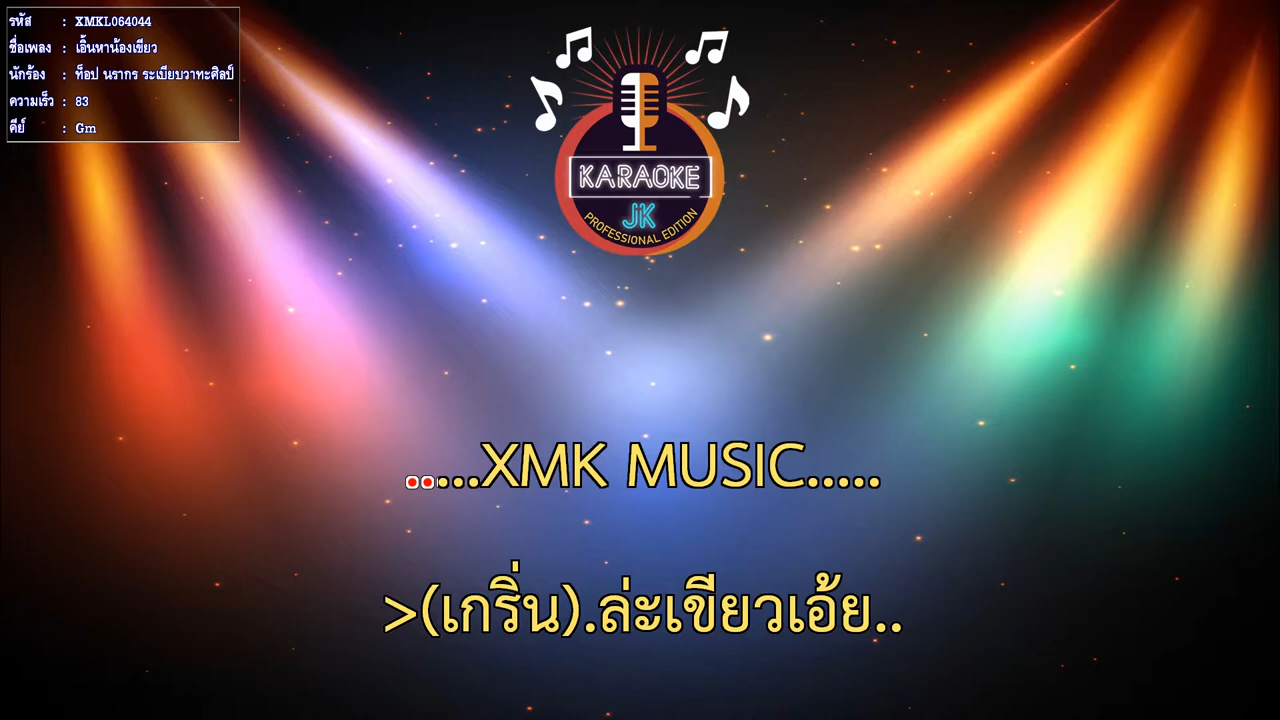 รหัส : XMKL064044
ชื่อเพลง : เอิ้นหาน้องเขียว
นักร้อง : ท็อป นรากร ระเบียบวาทะศิลป์
ความเร็ว : 83
คีย์ : Gm
KARAOKE
JK
PROFESSIONAL EDITION
.....XMK MUSIC.....
>(เกริ่น).ล่ะเขียวเอ้ย..